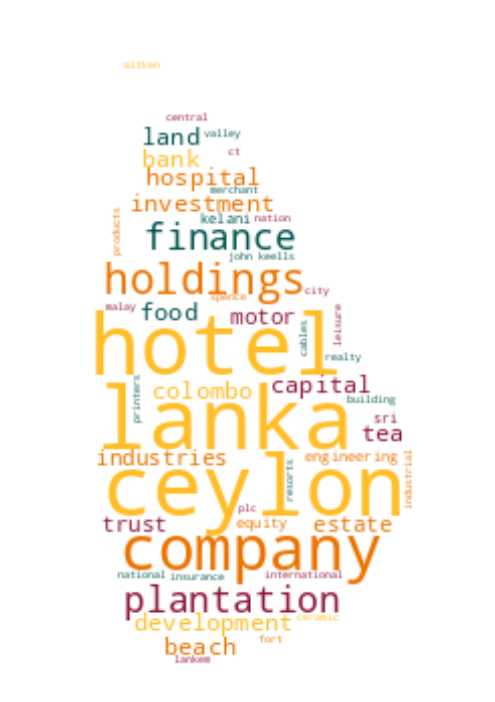 aitken
central
land valley
bank ct
hospital
merchant
investment
kelani nation
products
finance
john keells
holdings
spence city
malay food motor
leisure
hotel
cables
realty
printers
colombo capital
building
lanka
sri
tea
industries engineering
industrial
resorts
ceylon
plc
trust equity estate
company
national insurance international
plantation
development ceramic
beach fort
lankem